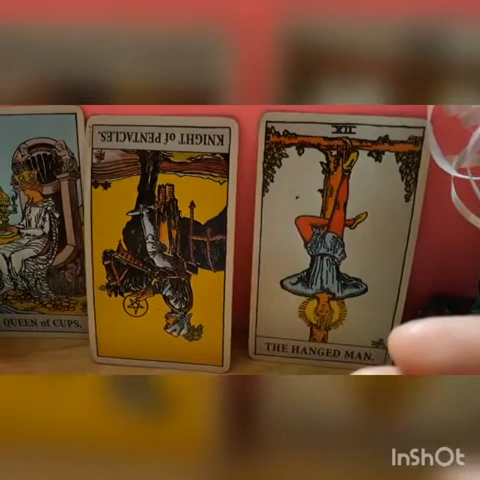 KNIGHT of PENTACLES.
XII
QUEEN of CUPS.
THE HANGED MAN.
INSHOT